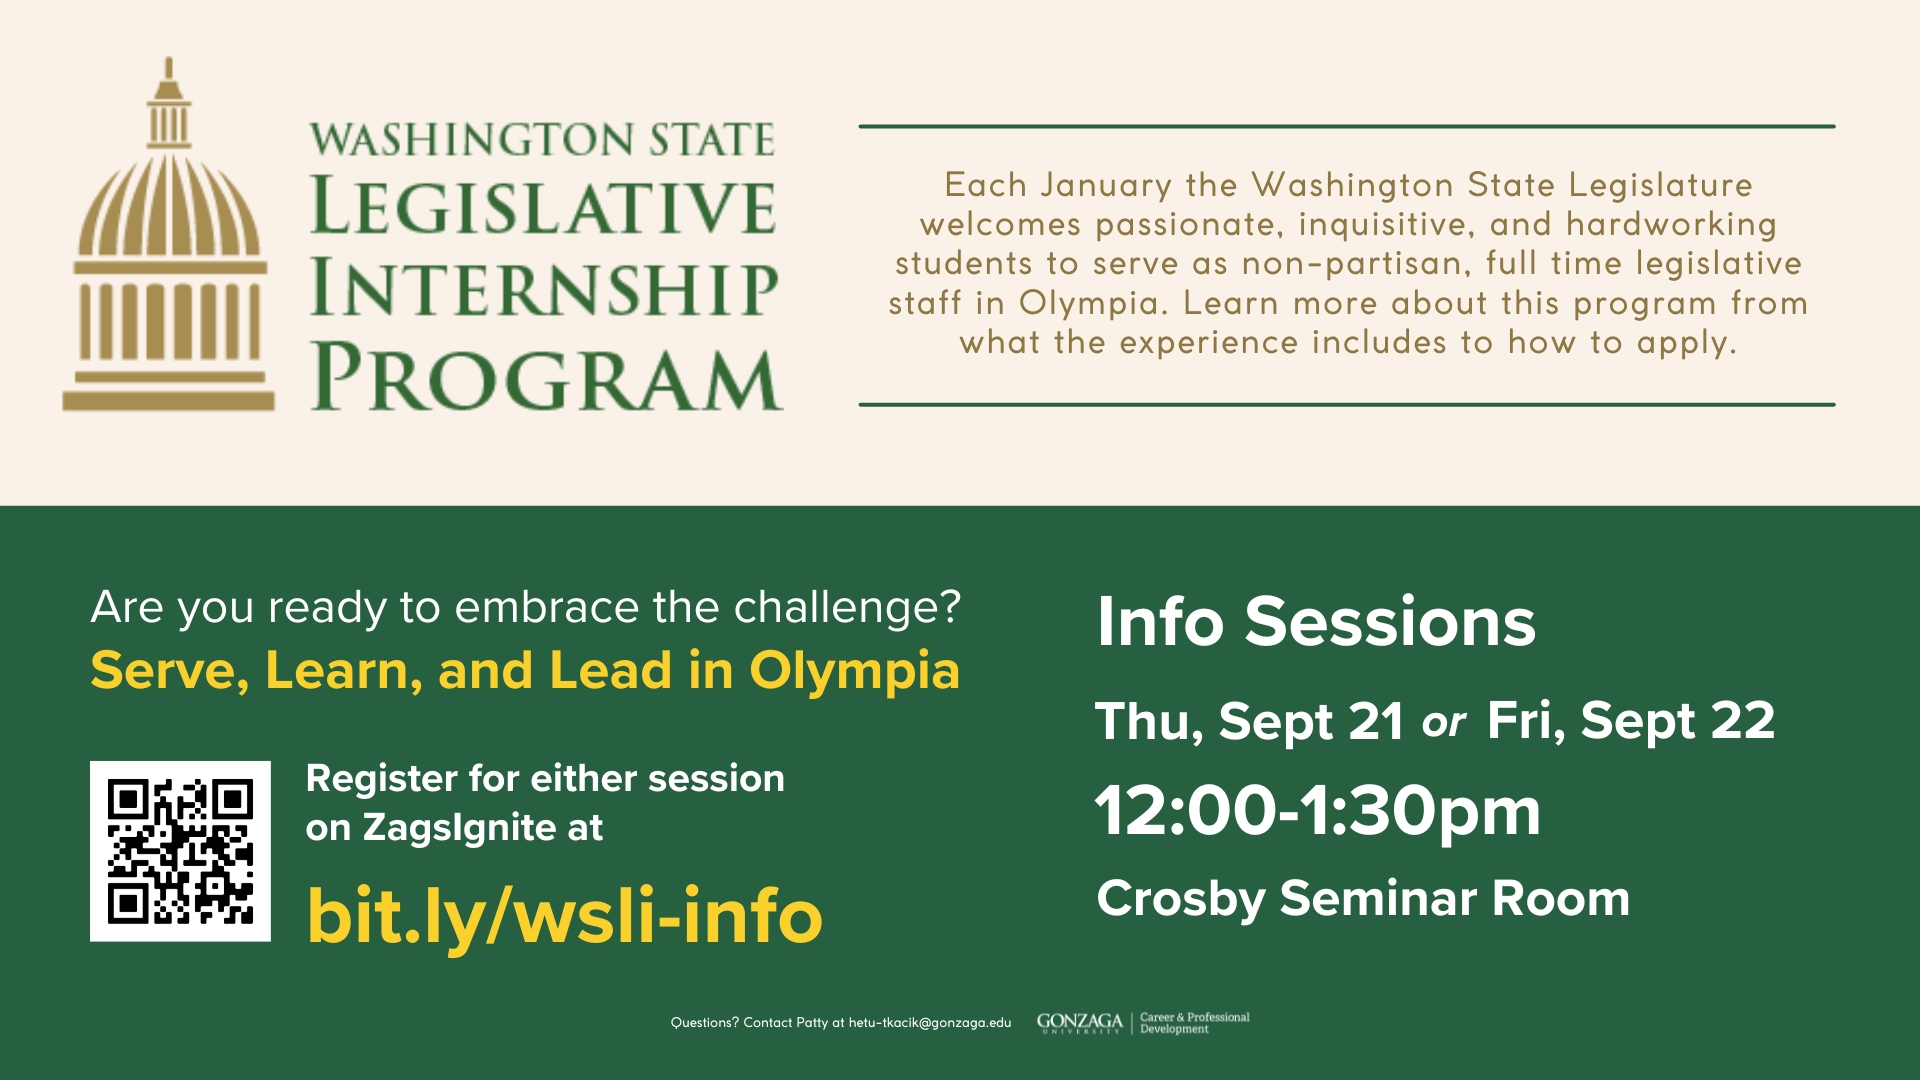 WASHINGTON STATE
LEGISLATIVE
INTERNSHIP
PROGRAM
Each January the Washington State Legislature
welcomes passionate, inquisitive, and hardworking
students to serve as non-partisan, full time legislative
staff in Olympia. Learn more about this program from
what the experience includes to how to apply.
Are you ready to embrace the challenge?
Serve, Learn, and Lead in Olympia
Register for either session
on ZagsIgnite at
bit.ly/wsli-info
Info Sessions
Thu, Sept 21 or Fri, Sept 22
12:00-1:30pm
Crosby Seminar Room
Questions? Contact Patty at hetu-tkacik@gonzaga.edu
GONZAGA
UNIVERSITY
Career & Professional
Development